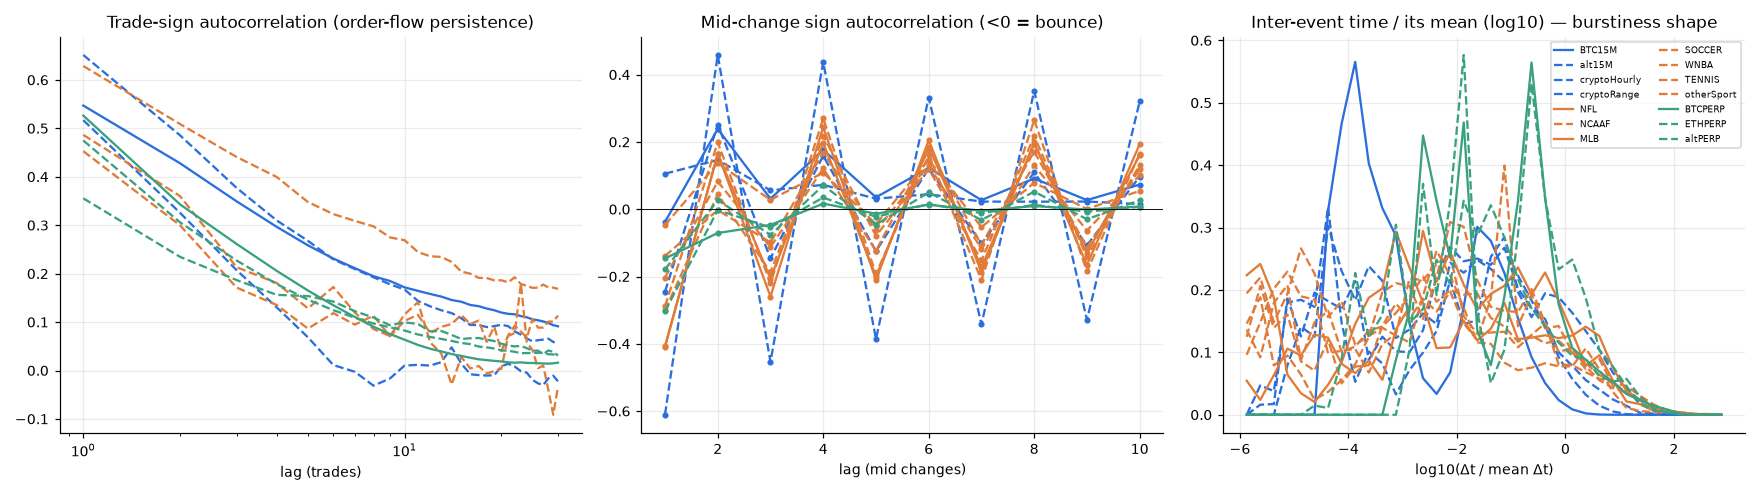 Trade-sign autocorrelation (order-flow persistence)
0.6
0.5
0.4
0.3
0.2
0.1
0.0
−0.1
10⁰
10¹
lag (trades)
Mid-change sign autocorrelation (<0 = bounce)
0.4
0.2
0.0
−0.2
−0.4
−0.6
2
4
6
8
10
lag (mid changes)
Inter-event time / its mean (log10) — burstiness shape
0.6
0.5
0.4
0.3
0.2
0.1
0.0
−6
−4
−2
0
2
log10(Δt / mean Δt)
BTC15M
alt15M
cryptoHourly
cryptoRange
NFL
NCAAF
MLB
SOCCER
WNBA
TENNIS
otherSport
BTCPERP
ETHPERP
altPERP